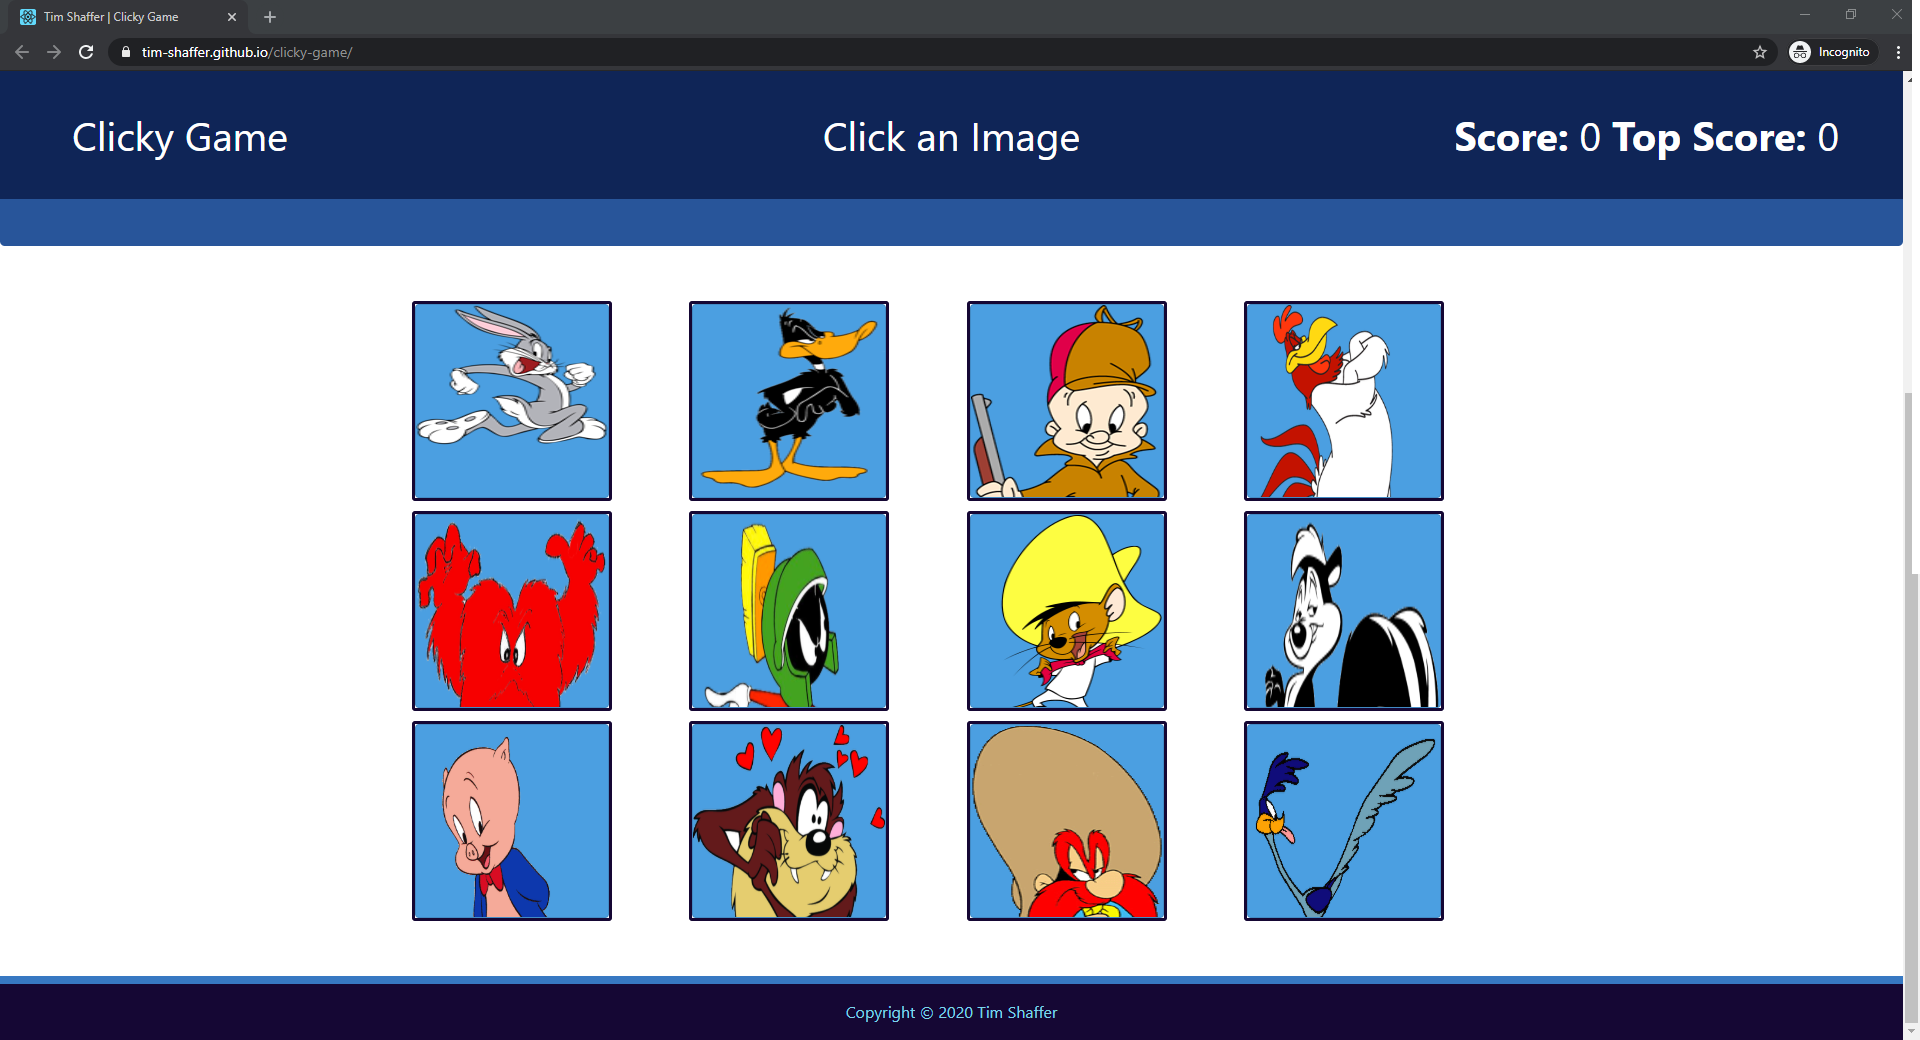 Tim Shaffer | Clicky Game
tim-shaffer.github.io/clicky-game/
Incognito
Clicky Game
Click an Image
Score: 0 Top Score: 0
Copyright © 2020 Tim Shaffer